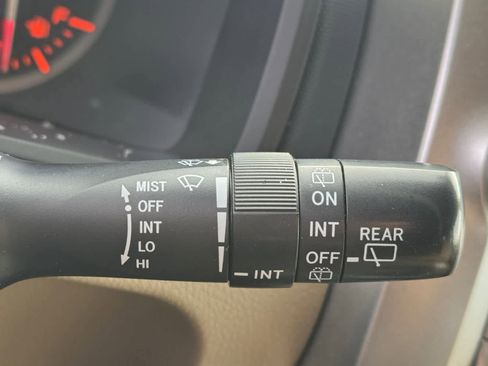 MIST
OFF
INT
LO
HI
INT
ON
INT
OFF
REAR